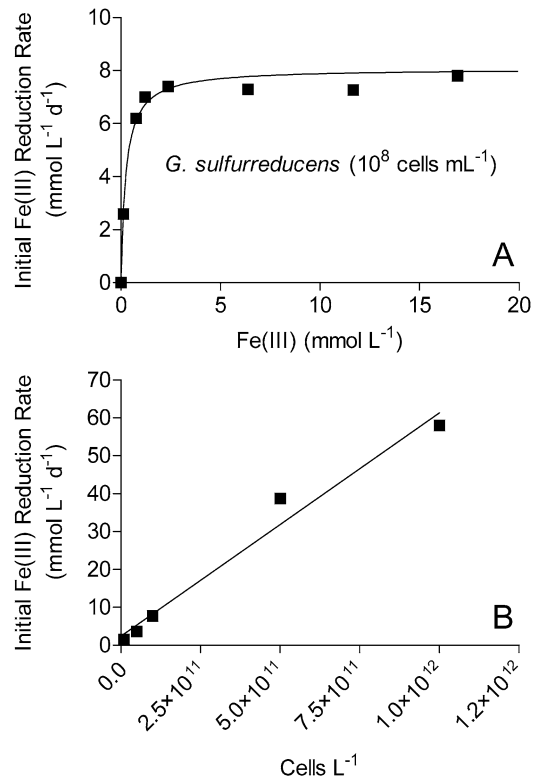 Initial Fe(III) Reduction Rate
(mmol L⁻¹ d⁻¹)
10
8
6
4
2
0
G. sulfurreducens (10⁸ cells mL⁻¹)
A
0 5 10 15 20
Fe(III) (mmol L⁻¹)
Initial Fe(III) Reduction Rate
(mmol L⁻¹ d⁻¹)
70
60
50
40
30
20
10
0
B
0.0 2.5×10¹¹ 5.0×10¹¹ 7.5×10¹¹ 1.0×10¹² 1.2×10¹²
Cells L⁻¹